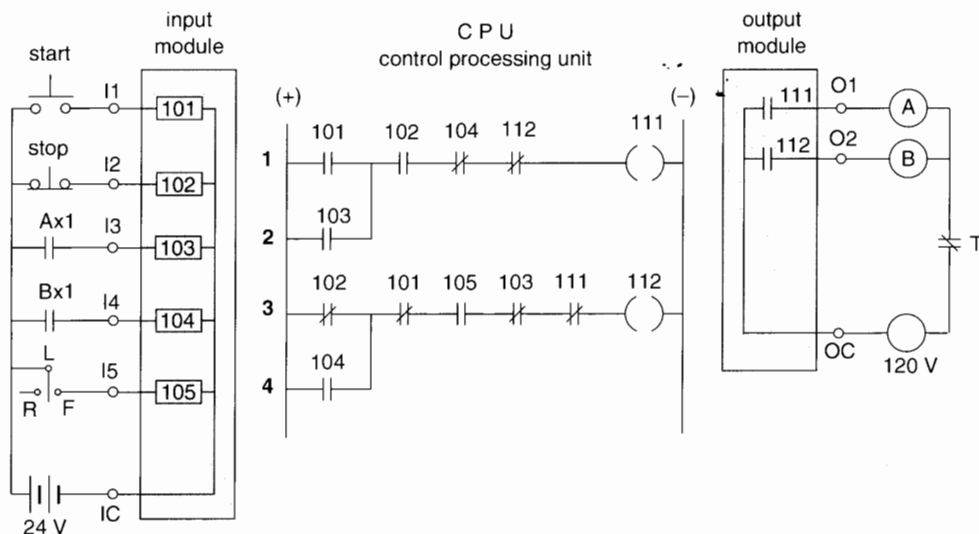 input
module
C P U
control processing unit
output
module
start
I1
101
stop
I2
102
Ax1
I3
103
Bx1
I4
104
L
I5
105
R
F
24 V
IC
(+)
(–)
101
102
104
112
111
1
103
2
102
101
105
103
111
112
3
104
4
111
O1
A
112
O2
B
T
OC
120 V